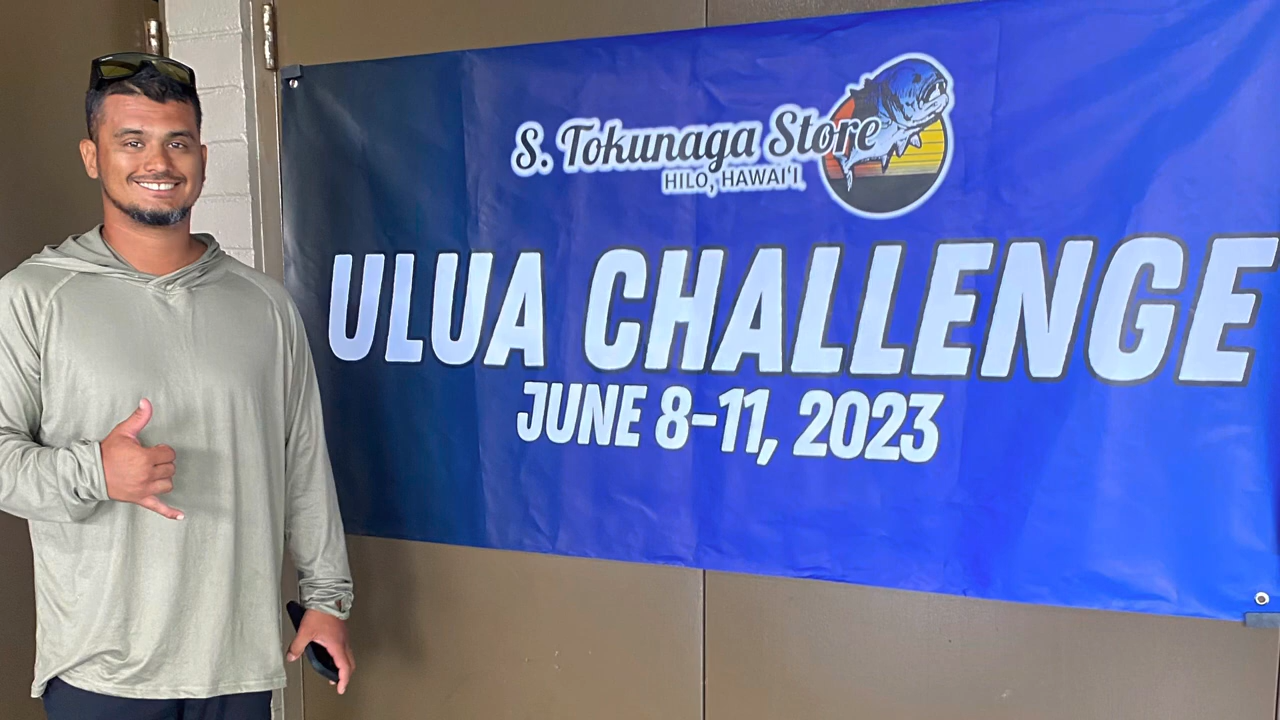 S. Tokunaga Store
HILO, HAWAI'I
ULUA CHALLENGE
JUNE 8-11, 2023